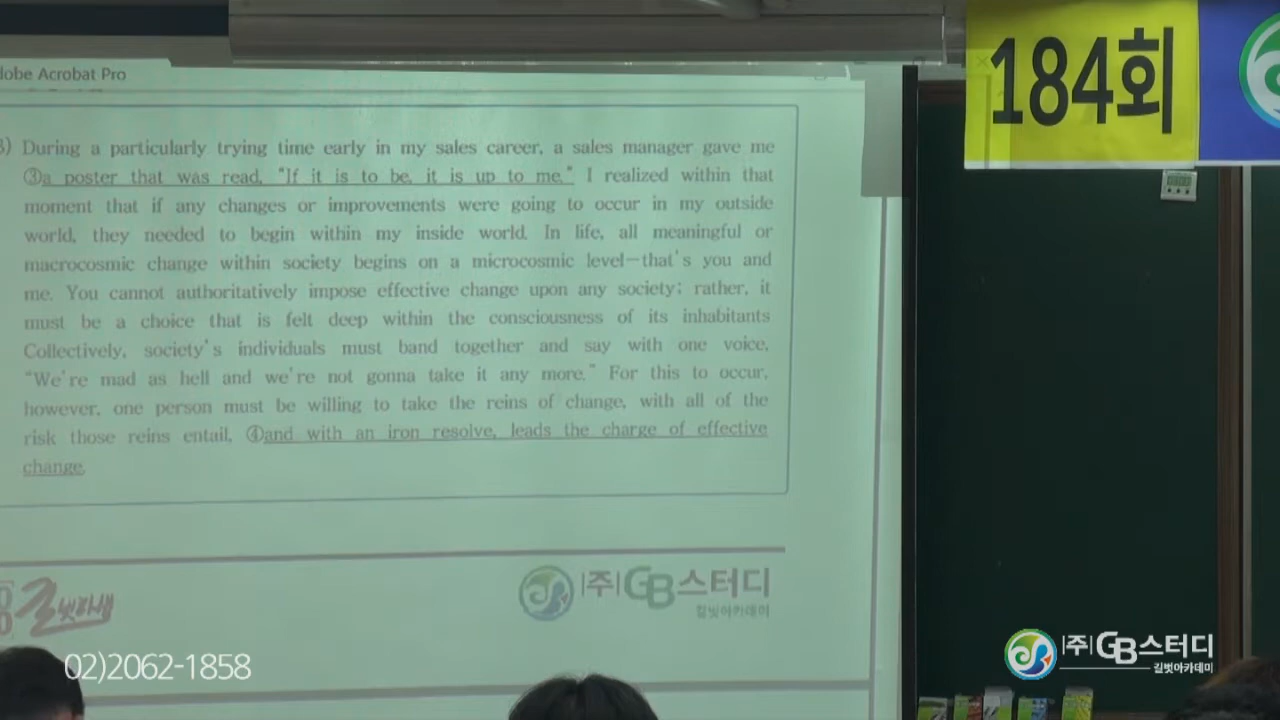 dobe Acrobat Pro
184회
) During a particularly trying time early in my sales career, a sales manager gave me
③a poster that was read, "If it is to be, it is up to me." I realized within that
moment that if any changes or improvements were going to occur in my outside
world, they needed to begin within my inside world. In life, all meaningful or
macrocosmic change within society begins on a microcosmic level—that's you and
me. You cannot authoritatively impose effective change upon any society; rather, it
must be a choice that is felt deep within the consciousness of its inhabitants
Collectively, society's individuals must band together and say with one voice,
"We're mad as hell and we're not gonna take it any more." For this to occur,
however, one person must be willing to take the reins of change, with all of the
risk those reins entail, ④and with an iron resolve, leads the charge of effective
change.
(주)GB스터디
길벗아카데미
02)2062-1858
(주)GB스터디
길벗아카데미